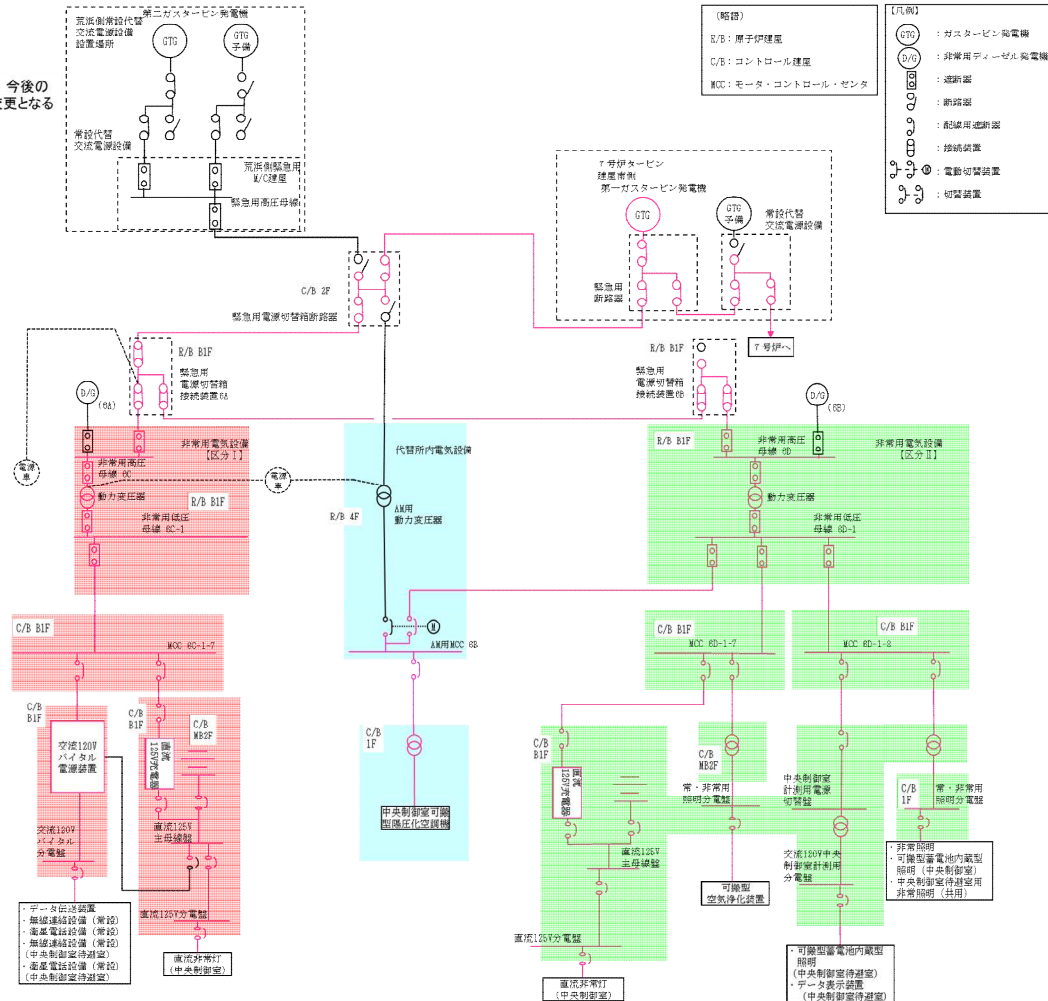 今後の
変更となる
荒浜側常設代替
交流電源設備
設置場所
第二ガスタービン発電機
GTG
GTG
予備
常設代替
交流電源設備
荒浜側緊急用
M/C建屋
緊急用高圧母線
(略語)
R/B:原子炉建屋
C/B:コントロール建屋
MCC:モータ・コントロール・センタ
【凡例】
GTG :ガスタービン発電機
D/G :非常用ディーゼル発電機
:遮断器
:断路器
:配線用遮断器
:接続装置
M :電動切替装置
:切替装置
7号炉タービン
建屋南側
第一ガスタービン発電機
GTG
GTG
予備
常設代替
交流電源設備
緊急用
断路器
7号炉へ
C/B 2F
緊急用電源切替箱断路器
R/B B1F
緊急用
電源切替箱
接続装置6A
R/B B1F
緊急用
電源切替箱
接続装置6B
D/G
(6A)
D/G
(6B)
電源
車
電源
車
非常用電気設備
【区分Ⅰ】
非常用高圧
母線 6C
動力変圧器
R/B B1F
非常用低圧
母線 6C-1
代替所内電気設備
R/B 4F
AM用
動力変圧器
M
AM用MCC 6B
R/B B1F
非常用高圧
母線 6D
非常用電気設備
【区分Ⅱ】
動力変圧器
非常用低圧
母線 6D-1
C/B B1F
MCC 6C-1-7
C/B B1F
MCC 6D-1-7
C/B B1F
MCC 6D-1-8
C/B
B1F
交流120V
バイタル
電源装置
交流120V
バイタル
分電盤
C/B
B1F
直流
125V充電器
C/B
MB2F
直流125V
主母線盤
直流125V分電盤
・データ伝送装置
・無線連絡設備(常設)
・衛星電話設備(常設)
・無線連絡設備(常設)
(中央制御室待避室)
・衛星電話設備(常設)
(中央制御室待避室)
直流非常灯
(中央制御室)
C/B
1F
中央制御室可搬
型陽圧化空調機
C/B
B1F
直流
125V充電器
直流125V
主母線盤
直流125V分電盤
直流非常灯
(中央制御室)
C/B
MB2F
常・非常用
照明分電盤
可搬型
空気浄化装置
中央制御室
計測用電源
切替盤
交流120V中央
制御室計測用
分電盤
・可搬型蓄電池内蔵型
照明
(中央制御室待避室)
・データ表示装置
(中央制御室待避室)
C/B
1F
常・非常用
照明分電盤
・非常照明
・可搬型蓄電池内蔵型
照明(中央制御室)
・中央制御室待避室用
非常照明(共用)